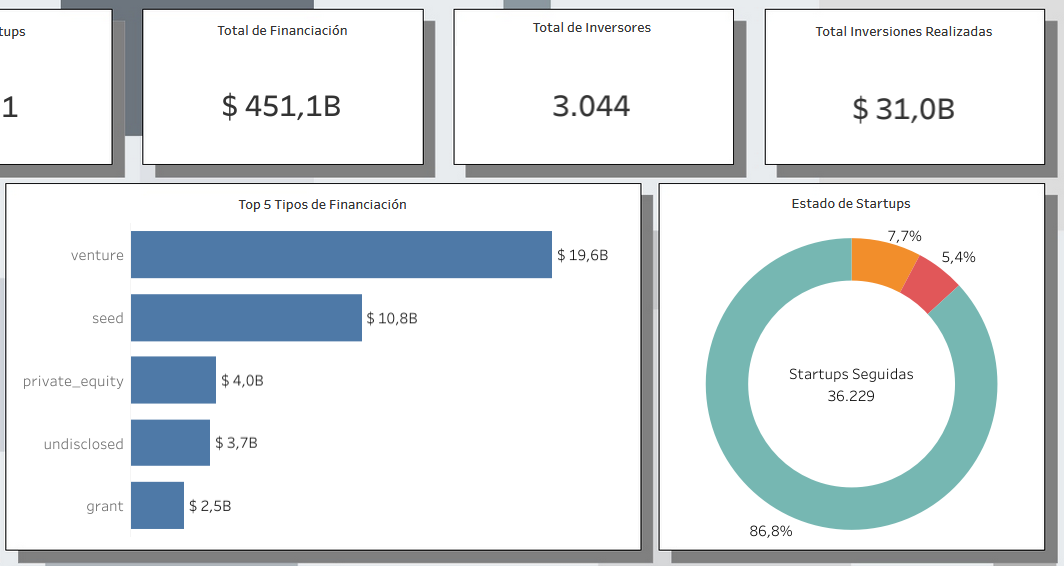 tups
Total de Financiación
Total de Inversores
Total Inversiones Realizadas
1
$ 451,1B
3.044
$ 31,0B
Top 5 Tipos de Financiación
venture
$ 19,6B
seed
$ 10,8B
private_equity
$ 4,0B
undisclosed
$ 3,7B
grant
$ 2,5B
Estado de Startups
7,7%
5,4%
Startups Seguidas
36.229
86,8%